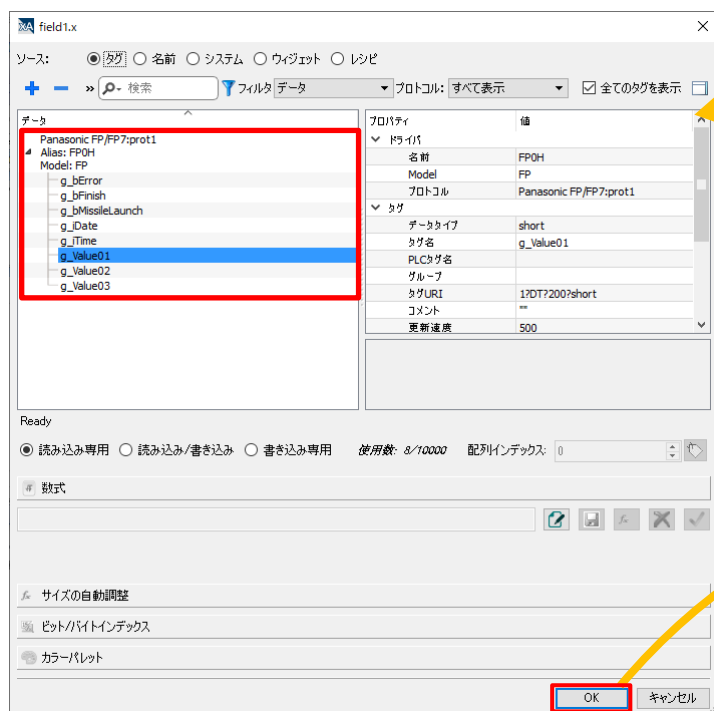 xA field1.x
ソース: タグ 名前 システム ウィジェット レシピ
» 検索 フィルタ データ プロトコル: すべて表示 全てのタグを表示
データ
Panasonic FP/FP7:prot1
Alias: FP0H
Model: FP
g_bError
g_bFinish
g_bMissileLaunch
g_iDate
g_iTime
g_Value01
g_Value02
g_Value03
プロパティ 値
ドライバ
名前 FP0H
Model FP
プロトコル Panasonic FP/FP7:prot1
タグ
データタイプ short
タグ名 g_Value01
PLCタグ名
グループ
タグURI 1?DT?200?short
コメント ""
更新速度 500
Ready
読み込み専用 読み込み/書き込み 書き込み専用 使用数: 8/10000 配列インデックス: 0
数式
サイズの自動調整
ビット/バイトインデックス
カラーパレット
OK キャンセル